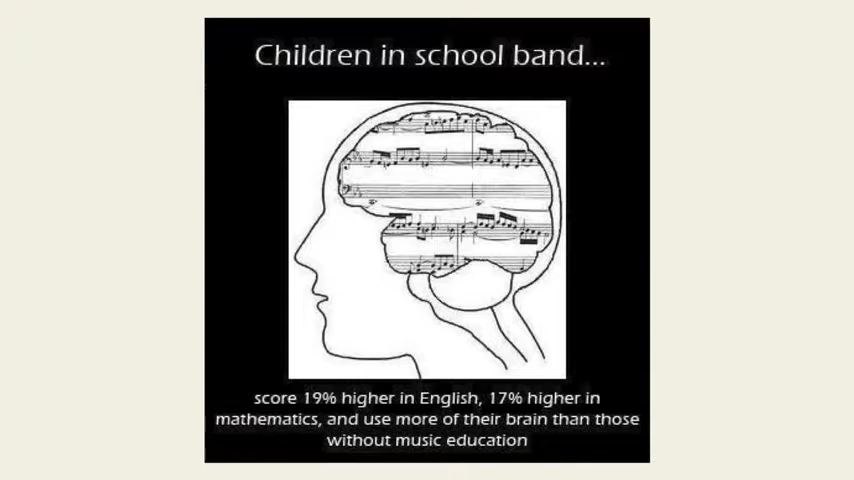 Children in school band...
score 19% higher in English, 17% higher in
mathematics, and use more of their brain than those
without music education